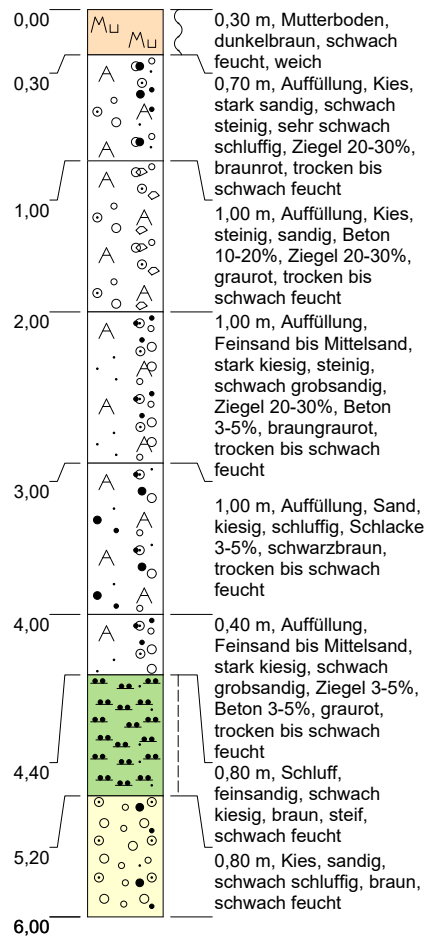 0,00
0,30 m, Mutterboden,
dunkelbraun, schwach
feucht, weich
Mu
Mu
0,30
0,70 m, Auffüllung, Kies,
stark sandig, schwach
steinig, sehr schwach
schluffig, Ziegel 20-30%,
braunrot, trocken bis
schwach feucht
A
A
1,00
1,00 m, Auffüllung, Kies,
steinig, sandig, Beton
10-20%, Ziegel 20-30%,
graurot, trocken bis
schwach feucht
A
A
A
A
2,00
1,00 m, Auffüllung,
Feinsand bis Mittelsand,
stark kiesig, steinig,
schwach grobsandig,
Ziegel 20-30%, Beton
3-5%, braungraurot,
trocken bis schwach
feucht
A
A
A
A
3,00
1,00 m, Auffüllung, Sand,
kiesig, schluffig, Schlacke
3-5%, schwarzbraun,
trocken bis schwach
feucht
A
A
A
A
4,00
0,40 m, Auffüllung,
Feinsand bis Mittelsand,
stark kiesig, schwach
grobsandig, Ziegel 3-5%,
Beton 3-5%, graurot,
trocken bis schwach
feucht
A
4,40
0,80 m, Schluff,
feinsandig, schwach
kiesig, braun, steif,
schwach feucht
5,20
0,80 m, Kies, sandig,
schwach schluffig, braun,
schwach feucht
6,00